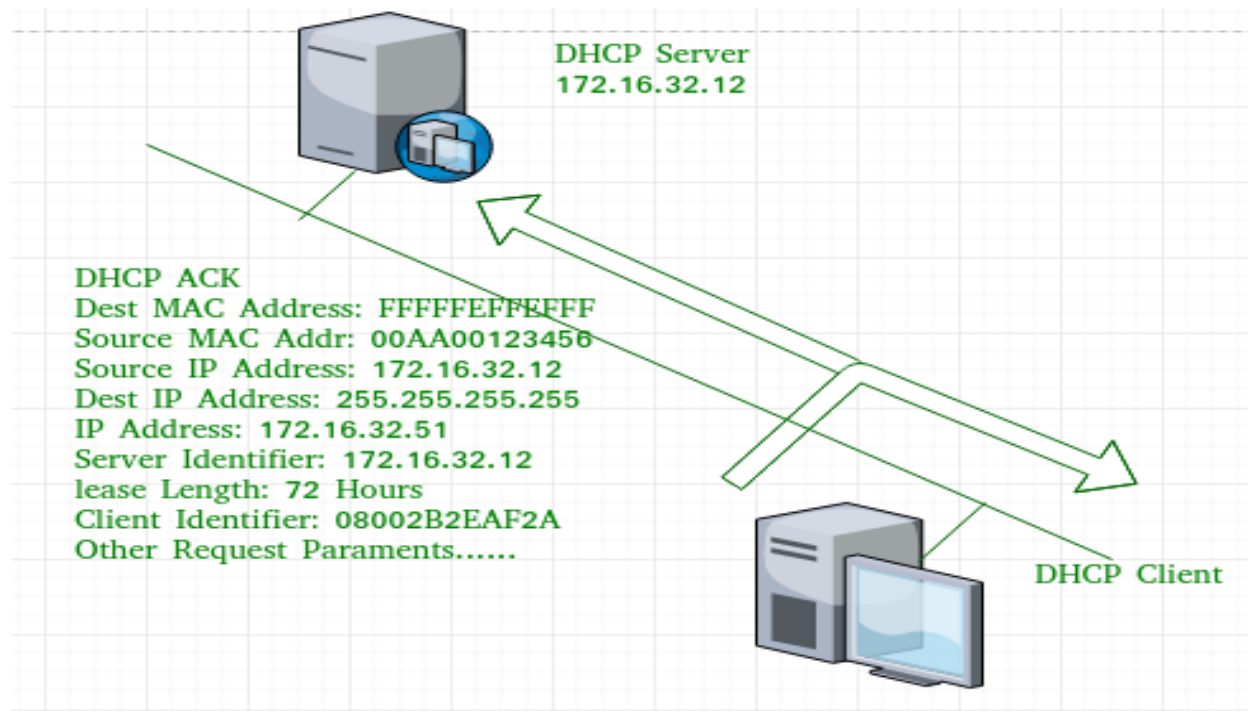 DHCP Server
172.16.32.12
DHCP ACK
Dest MAC Address: FFFFFEFFEFFF
Source MAC Addr: 00AA00123456
Source IP Address: 172.16.32.12
Dest IP Address: 255.255.255.255
IP Address: 172.16.32.51
Server Identifier: 172.16.32.12
lease Length: 72 Hours
Client Identifier: 08002B2EAF2A
Other Request Paraments......
DHCP Client